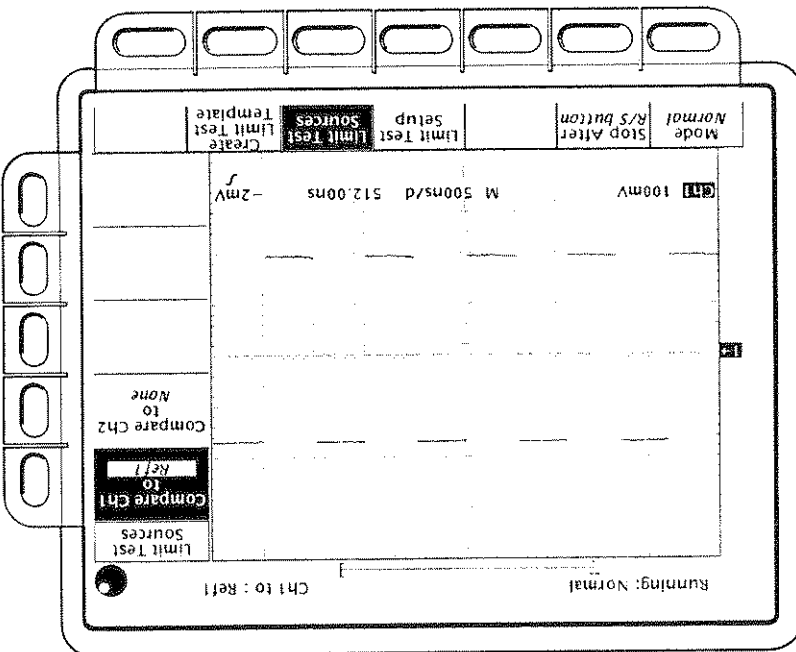 Running: Normal
Ch1 to : Ref1
Limit Test
Sources
Compare Ch1
to
Ref1
Compare Ch2
to
None
1→
Ch1 100mV M 500ns/d 512.00ns -2mV
Mode
Normal
Stop After
R/S button
Limit Test
Setup
Limit Test
Sources
Create
Limit Test
Template